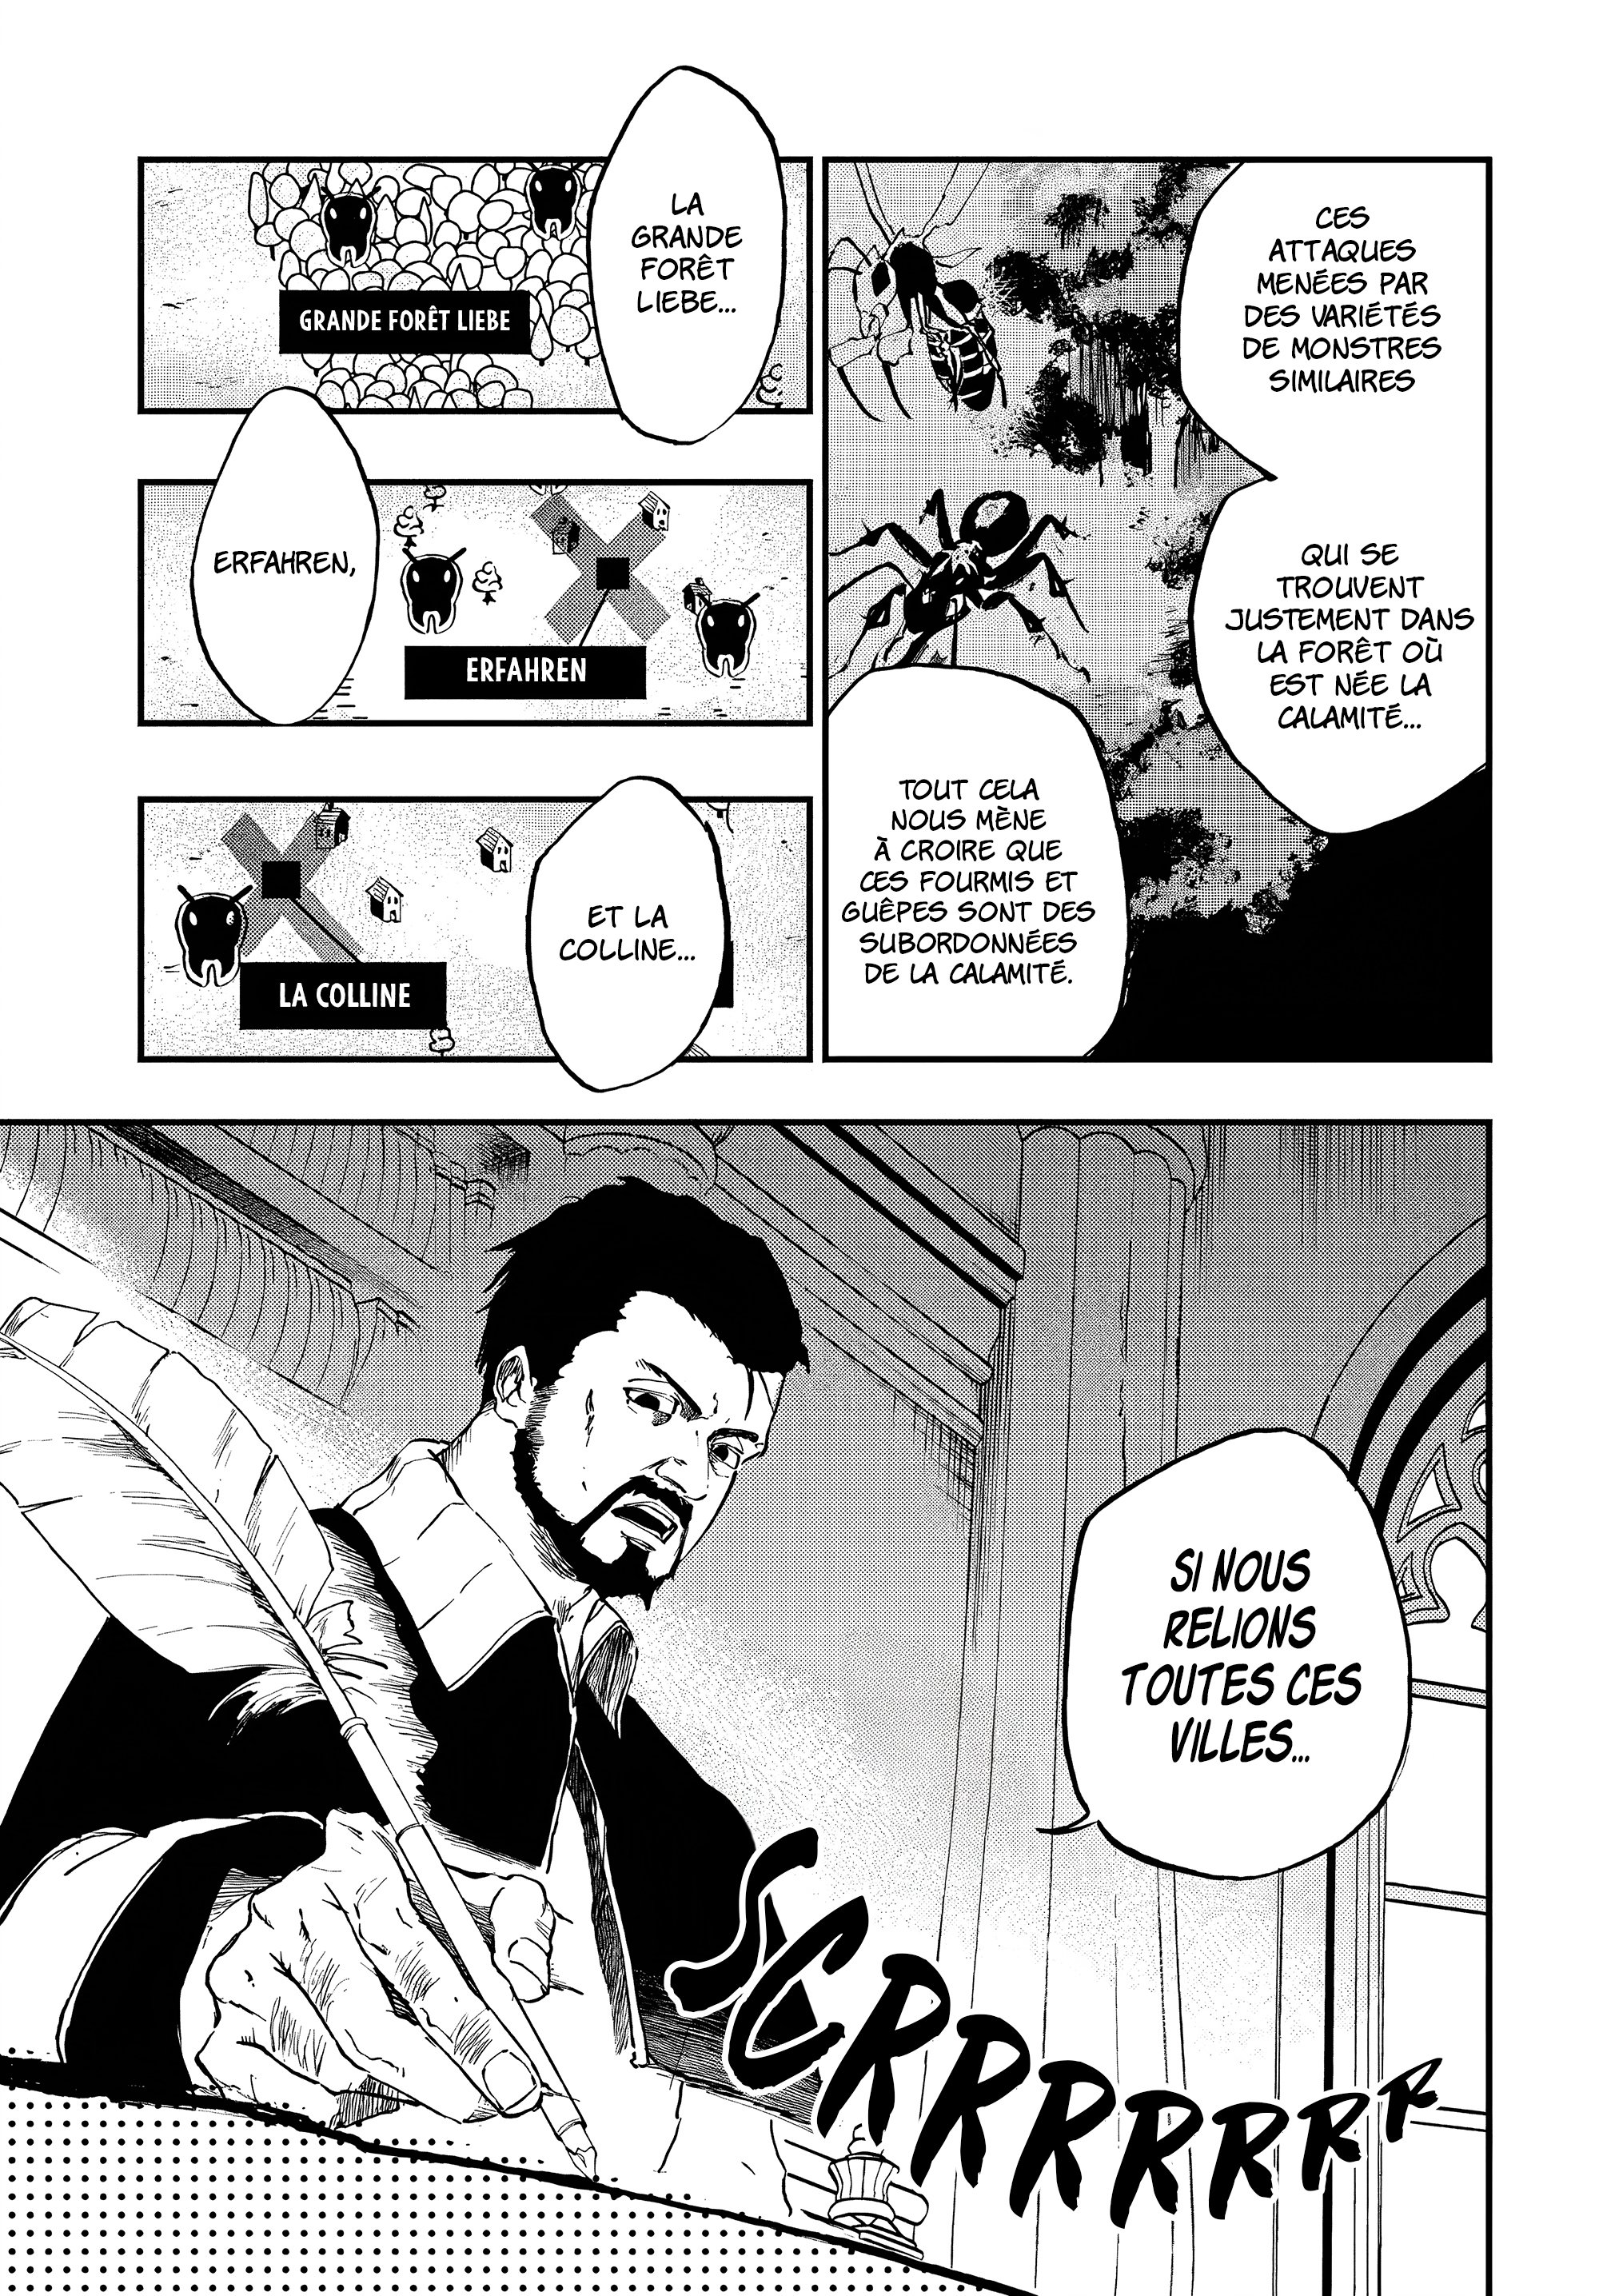 CES
ATTAQUES
MENÉES PAR
DES VARIÉTÉS
DE MONSTRES
SIMILAIRES
QUI SE
TROUVENT
JUSTEMENT DANS
LA FORÊT OÙ
EST NÉE LA
CALAMITÉ...
TOUT CELA
NOUS MÈNE
À CROIRE QUE
CES FOURMIS ET
GUÊPES SONT DES
SUBORDONNÉES
DE LA CALAMITÉ.
LA
GRANDE
FORÊT
LIEBE...
GRANDE FORÊT LIEBE
ERFAHREN,
ERFAHREN
ET LA
COLLINE...
LA COLLINE
SI NOUS
RELIONS
TOUTES CES
VILLES...
SCRRRRRRRR